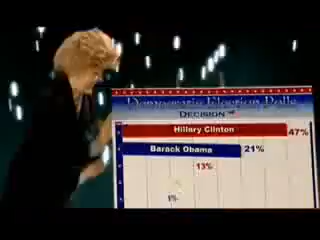 Democratic Election Polls
DECISION
Hillary Clinton 47%
Barack Obama 21%
13%